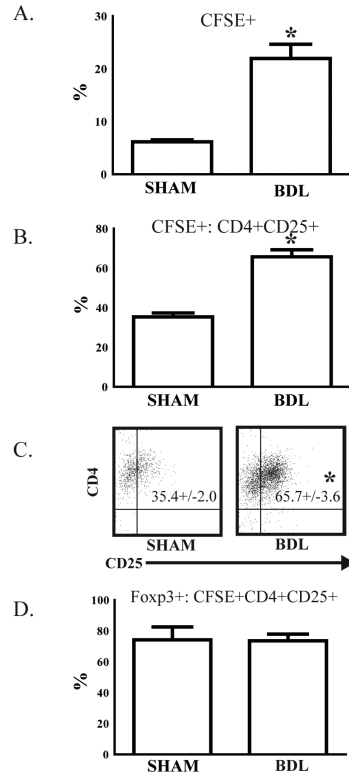 A.
CFSE+
30
20
10
0
%
*
SHAM BDL
B.
CFSE+: CD4+CD25+
80
60
40
20
0
%
*
SHAM BDL
C.
CD4
35.4+/-2.0
65.7+/-3.6
*
SHAM BDL
CD25
D.
Foxp3+: CFSE+CD4+CD25+
100
80
60
40
20
0
%
SHAM BDL